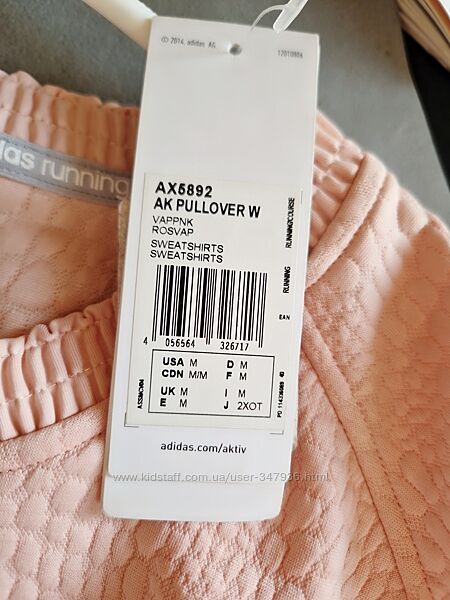 © 2014, adidas, AG
12010806
das running
AX5892
AK PULLOVER W
VAPPNK
ROSVAP
SWEATSHIRTS
SWEATSHIRTS
RUNNING/COURSE
RUNNING
EAN
4 056564 326717
USA M D M
CDN M/M F M
UK M I M
E M J 2XOT
adidas.com/aktiv
www.kidstaff.com.ua/user-347936.html